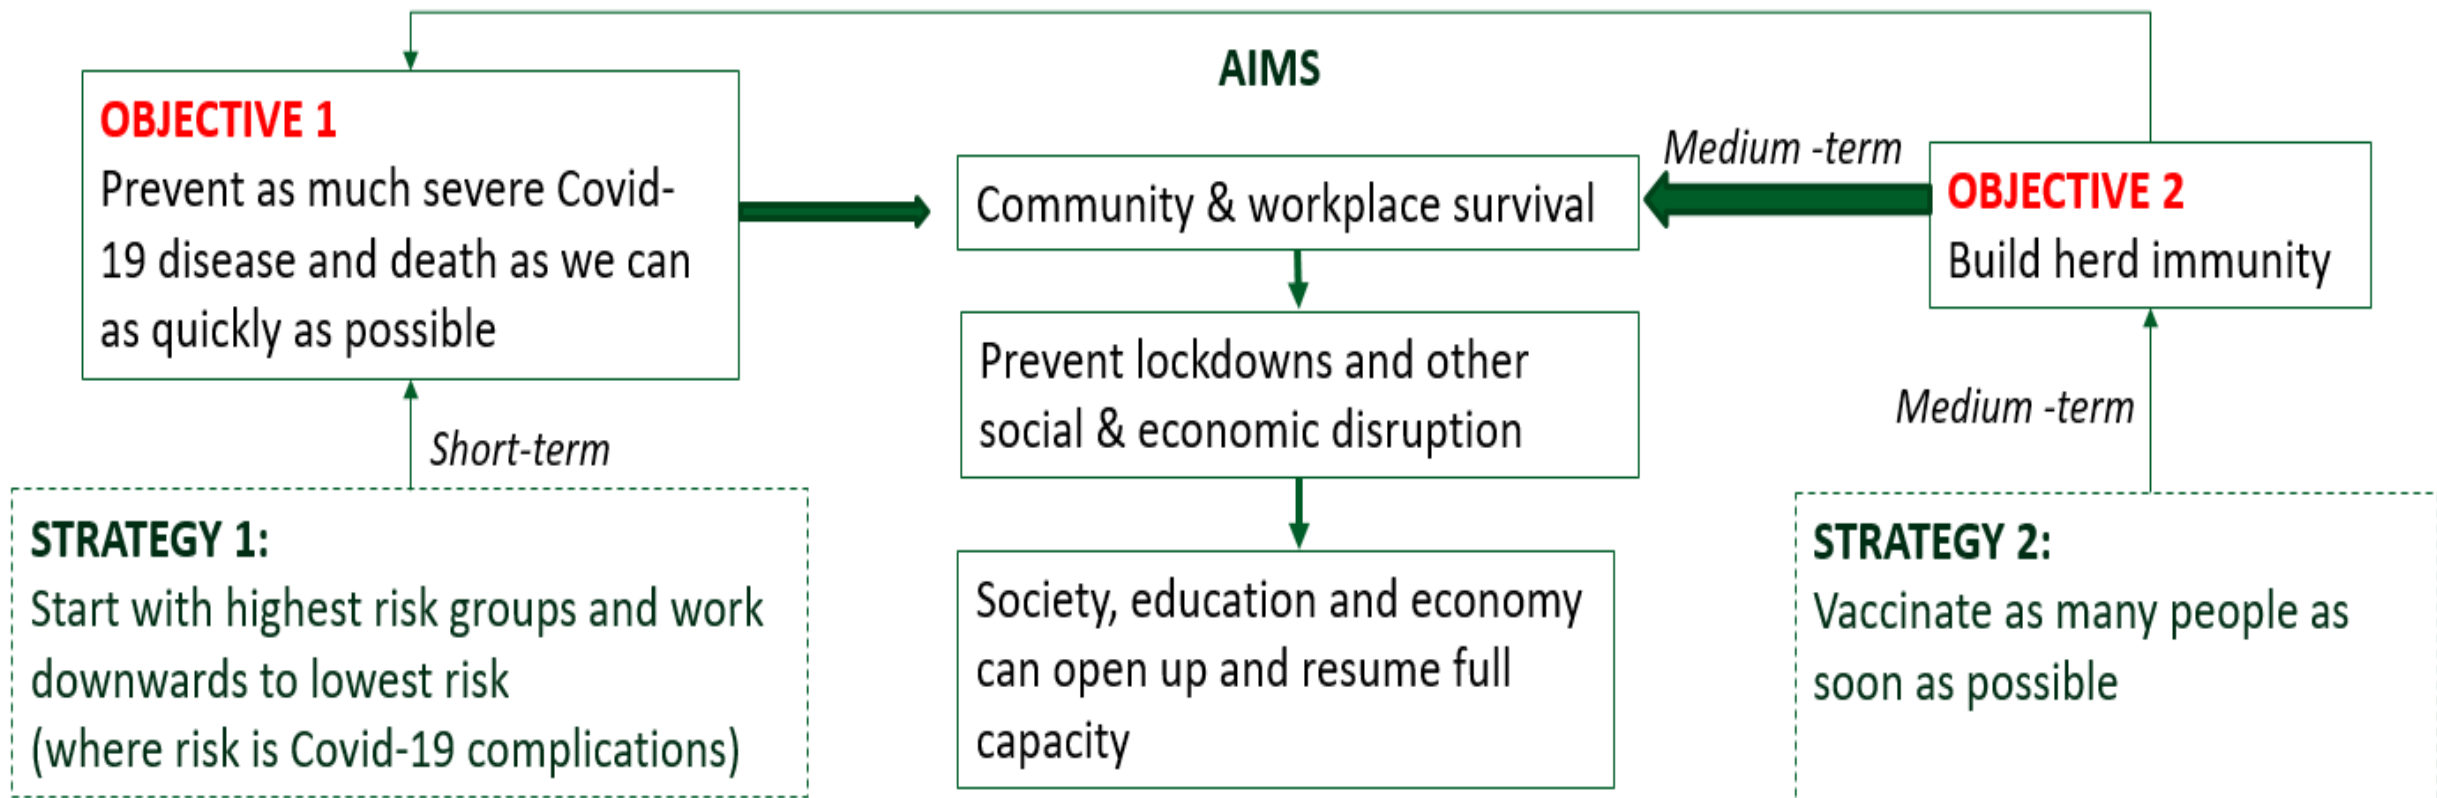 AIMS
OBJECTIVE 1
Prevent as much severe Covid-
19 disease and death as we can
as quickly as possible
Short-term
STRATEGY 1:
Start with highest risk groups and work
downwards to lowest risk
(where risk is Covid-19 complications)
Community & workplace survival
Prevent lockdowns and other
social & economic disruption
Society, education and economy
can open up and resume full
capacity
Medium -term
OBJECTIVE 2
Build herd immunity
Medium -term
STRATEGY 2:
Vaccinate as many people as
soon as possible